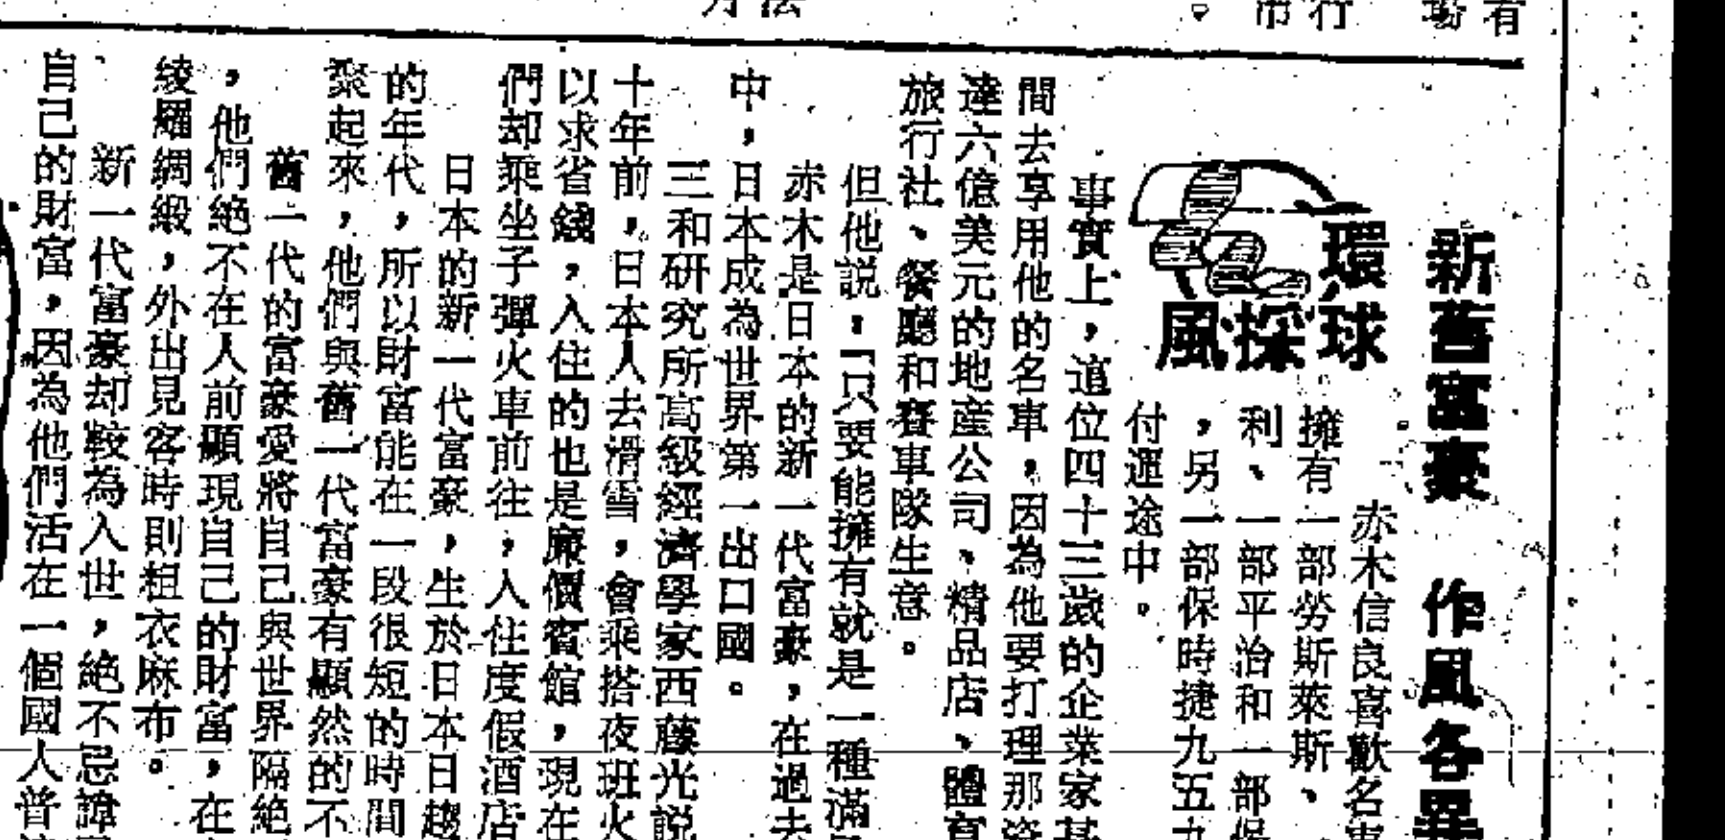 新舊富豪　作風各異
環球
探
風
赤木信良喜歡名車
擁有一部勞斯萊斯、
利、一部平治和一部保
，另一部保時捷九五九
付運途中。
事實上，這位四十三歲的企業家甚
間去享用他的名車，因為他要打理那資
達六億美元的地産公司、精品店、體育
旅行社、餐廳和賽車隊生意。
但他説：「只要能擁有就是一種滿
赤木是日本的新一代富豪，在過去
中，日本成為世界第一出口國。
三和研究所高級經濟學家西藤光説
十年前，日本人去滑雪，會乘搭夜班火
以求省錢，入住的也是廉價賓館，現在
們却乘坐子彈火車前往，入住度假酒店
日本的新一代富豪，生於日本日趨
的年代，所以財富能在一段很短的時間
聚起來，他們與舊一代富豪有顯然的不
舊一代的富豪愛將自己與世界隔絕
，他們絕不在人前顯現自己的財富，在
綾羅綢緞，外出見客時則粗衣麻布。
新一代富豪却較為入世，絕不忌諱
自己的財富，因為他們活在一個國人普